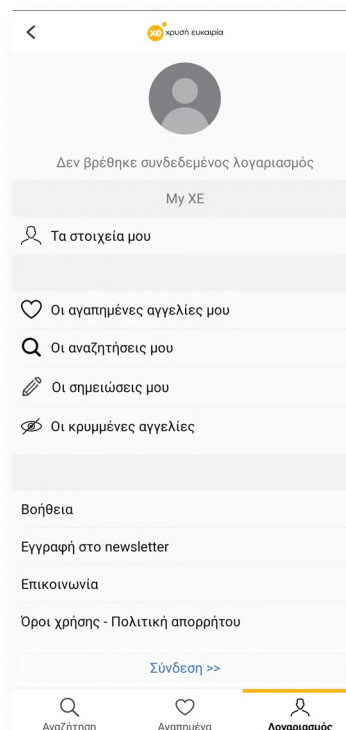 xe χρυσή ευκαιρία
Δεν βρέθηκε συνδεδεμένος λογαριασμός
My XE
Τα στοιχεία μου
Οι αγαπημένες αγγελίες μου
Οι αναζητήσεις μου
Οι σημειώσεις μου
Οι κρυμμένες αγγελίες
Βοήθεια
Εγγραφή στο newsletter
Επικοινωνία
Όροι χρήσης - Πολιτική απορρήτου
Σύνδεση >>
Αναζήτηση Αγαπημένα Λογαριασμός